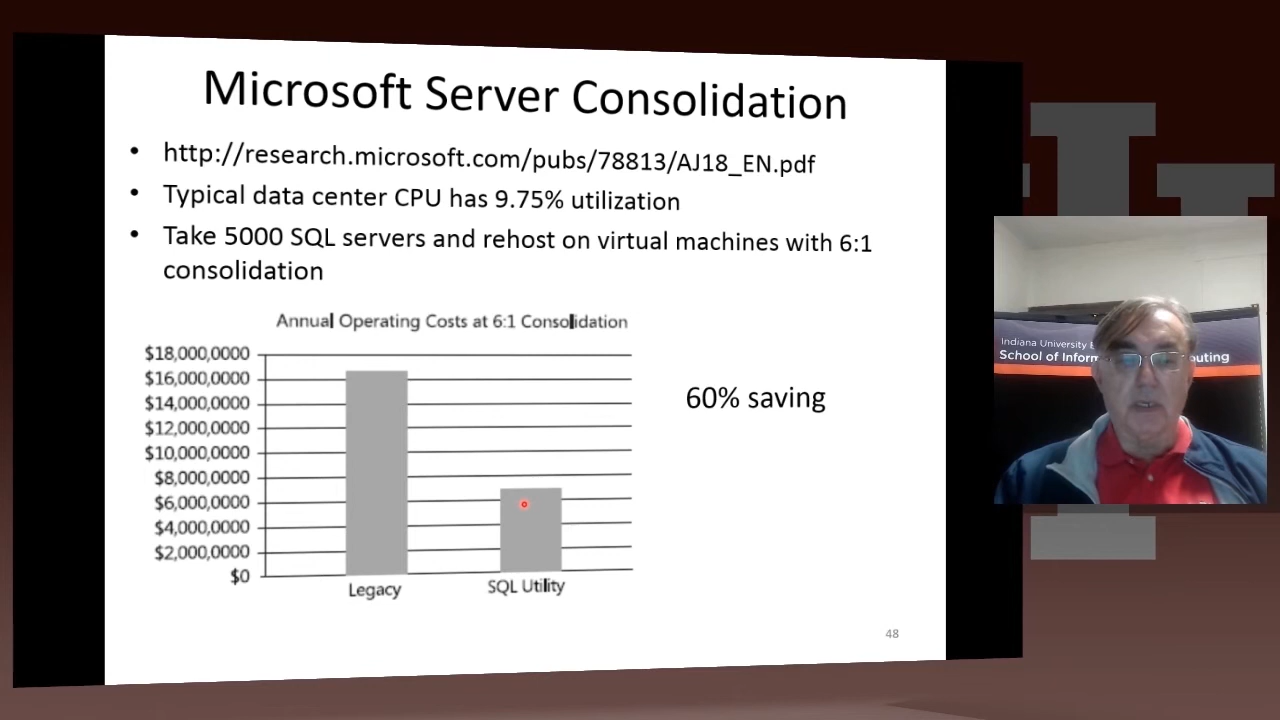 Microsoft Server Consolidation
• http://research.microsoft.com/pubs/78813/AJ18_EN.pdf
• Typical data center CPU has 9.75% utilization
• Take 5000 SQL servers and rehost on virtual machines with 6:1
consolidation
Annual Operating Costs at 6:1 Consolidation
$18,000,0000
$16,000,0000
$14,000,0000
$12,000,0000
$10,000,0000
$8,000,0000
$6,000,0000
$4,000,0000
$2,000,0000
$0
Legacy
SQL Utility
60% saving
48
Indiana University
School of Inform
uting